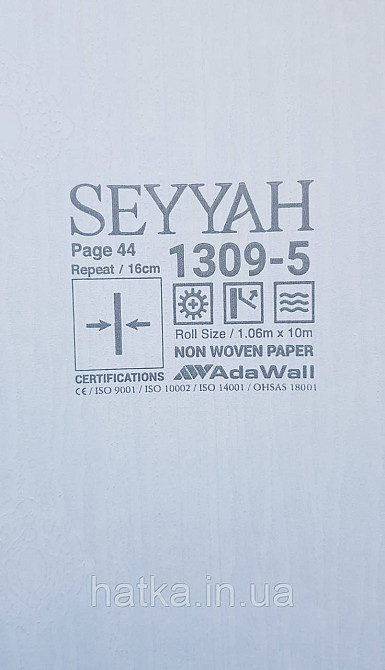 SEYYAH
Page 44
Repeat / 16cm
1309-5
Roll Size / 1.06m x 10m
NON WOVEN PAPER
CERTIFICATIONS
AdaWall
CE / ISO 9001 / ISO 10002 / ISO 14001 / OHSAS 18001
hatka.in.ua